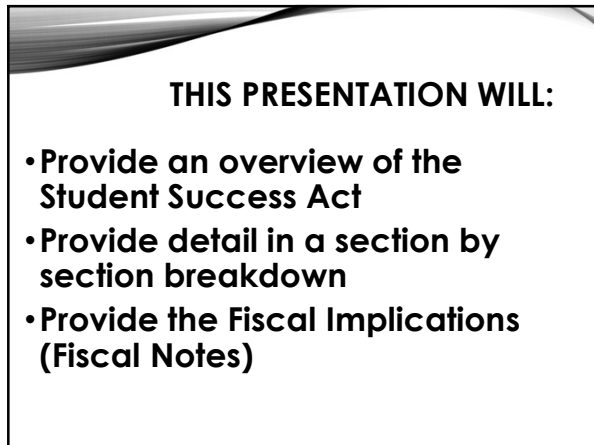 THIS PRESENTATION WILL:
•Provide an overview of the
Student Success Act
•Provide detail in a section by
section breakdown
•Provide the Fiscal Implications
(Fiscal Notes)